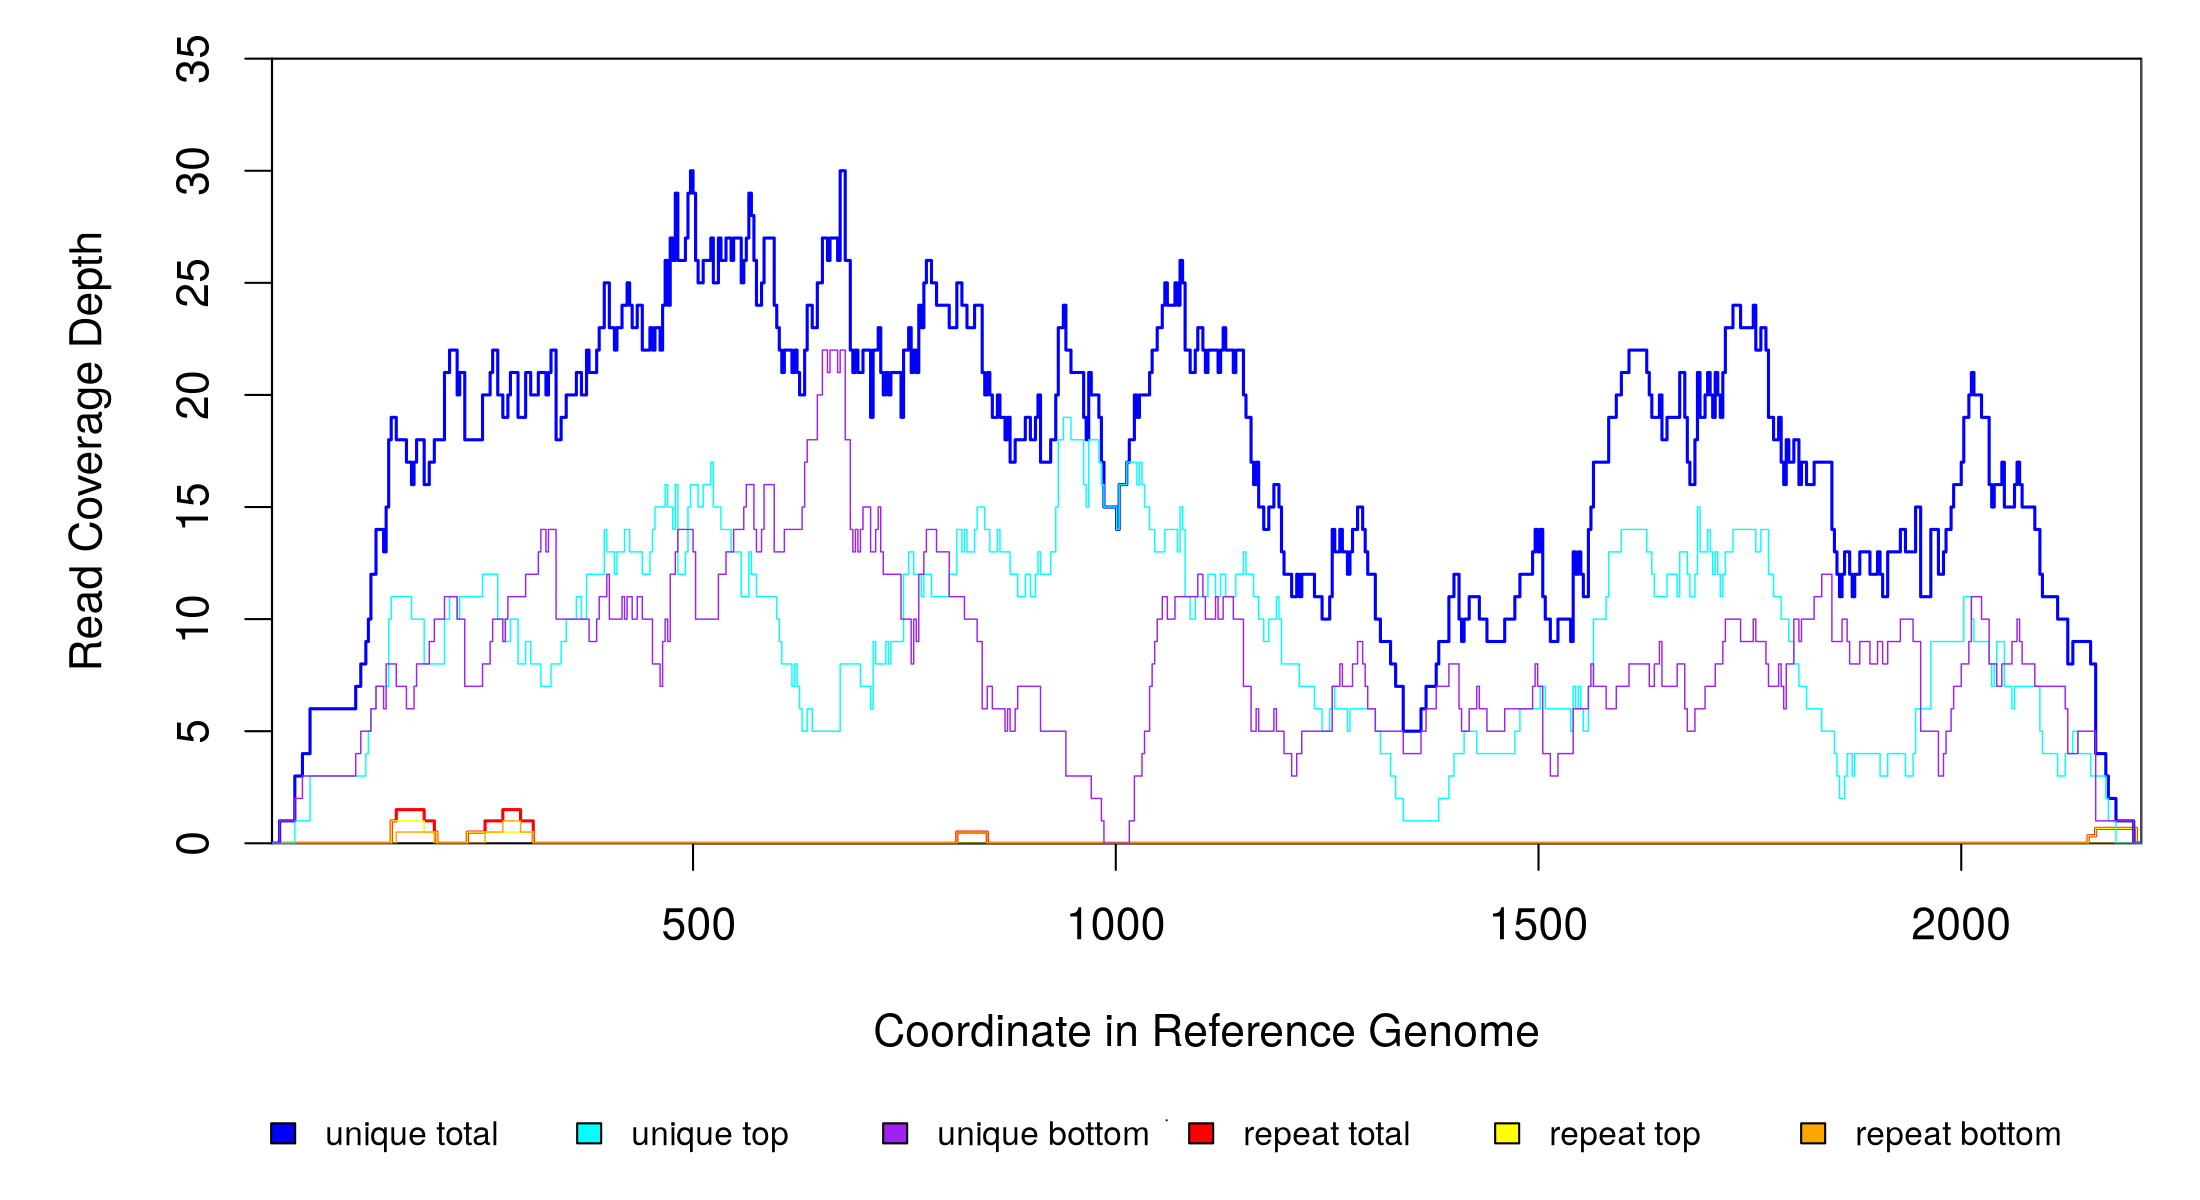 35
30
25
20
15
10
5
0
Read Coverage Depth
500 1000 1500 2000
Coordinate in Reference Genome
unique total unique top unique bottom repeat total repeat top repeat bottom